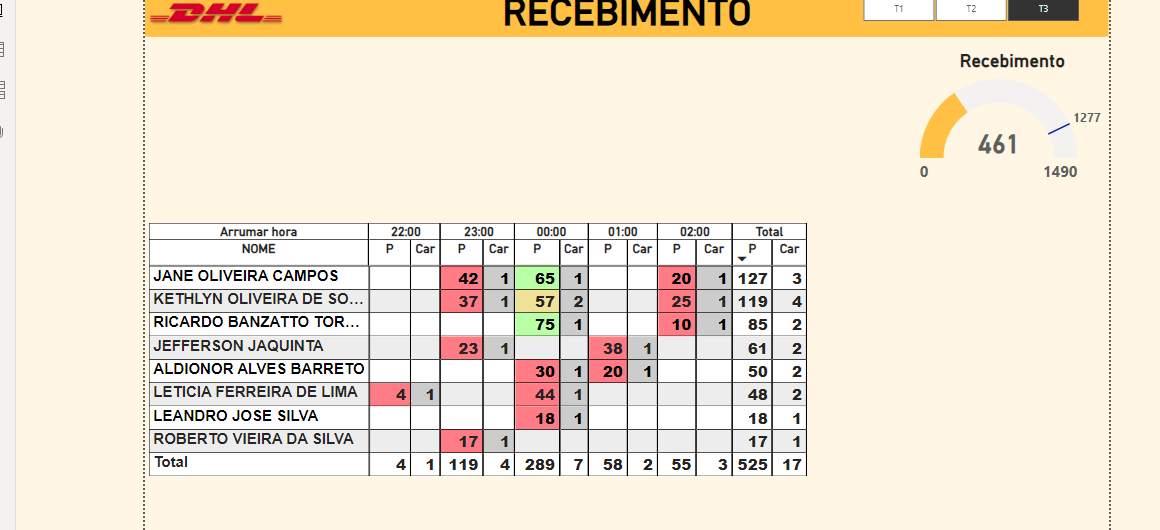 DHL RECEBIMENTO T1 T2 T3
Recebimento
1277
461
0 1490
Arrumar hora 22:00 23:00 00:00 01:00 02:00 Total
NOME P Car P Car P Car P Car P Car P Car
JANE OLIVEIRA CAMPOS 42 1 65 1 20 1 127 3
KETHLYN OLIVEIRA DE SO... 37 1 57 2 25 1 119 4
RICARDO BANZATTO TOR... 75 1 10 1 85 2
JEFFERSON JAQUINTA 23 1 38 1 61 2
ALDIONOR ALVES BARRETO 30 1 20 1 50 2
LETICIA FERREIRA DE LIMA 4 1 44 1 48 2
LEANDRO JOSE SILVA 18 1 18 1
ROBERTO VIEIRA DA SILVA 17 1 17 1
Total 4 1 119 4 289 7 58 2 55 3 525 17